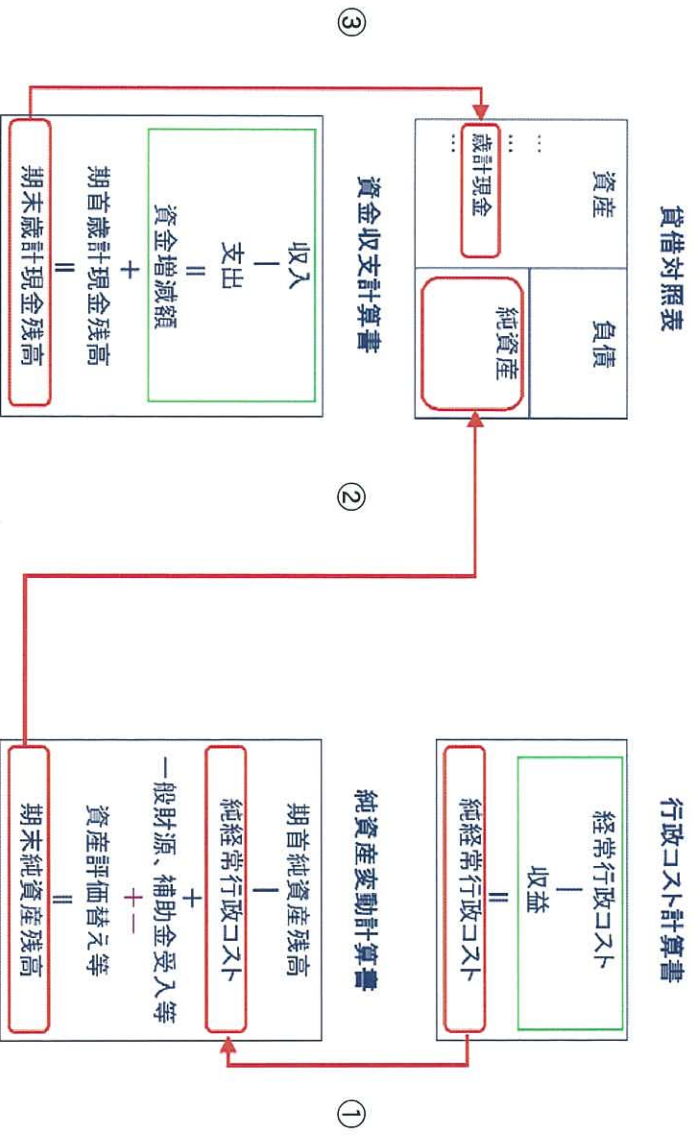 貸借対照表
資産
負債
…
…
歳計現金
…
純資産
行政コスト計算書
経常行政コスト
ー
収益
＝
純経常行政コスト
資金収支計算書
収入
ー
支出
＝
資金増減額
＋
期首歳計現金残高
＝
期末歳計現金残高
純資産変動計算書
期首純資産残高
ー
純経常行政コスト
＋
一般財源、補助金受入等
＋－
資産評価替え等
＝
期末純資産残高
③
②
①